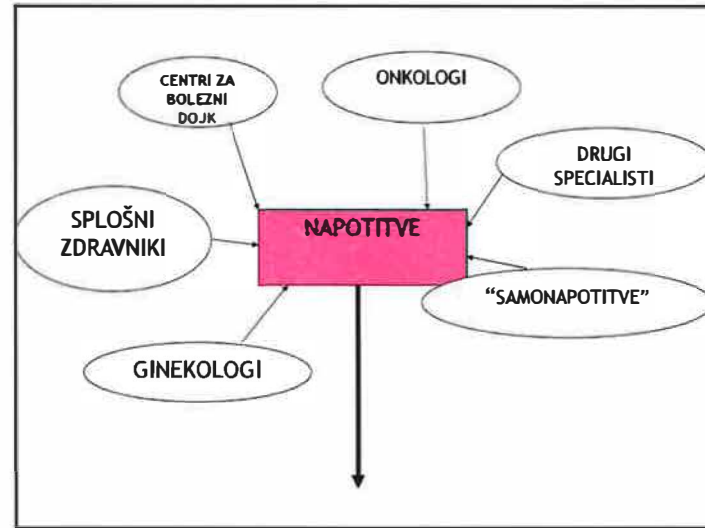 CENTRI ZA
BOLEZNI
DOJK
ONKOLOGI
DRUGI
SPECIALISTI
SPLOŠNI
ZDRAVNIKI
NAPOTITVE
“SAMONAPOTITVE”
GINEKOLOGI